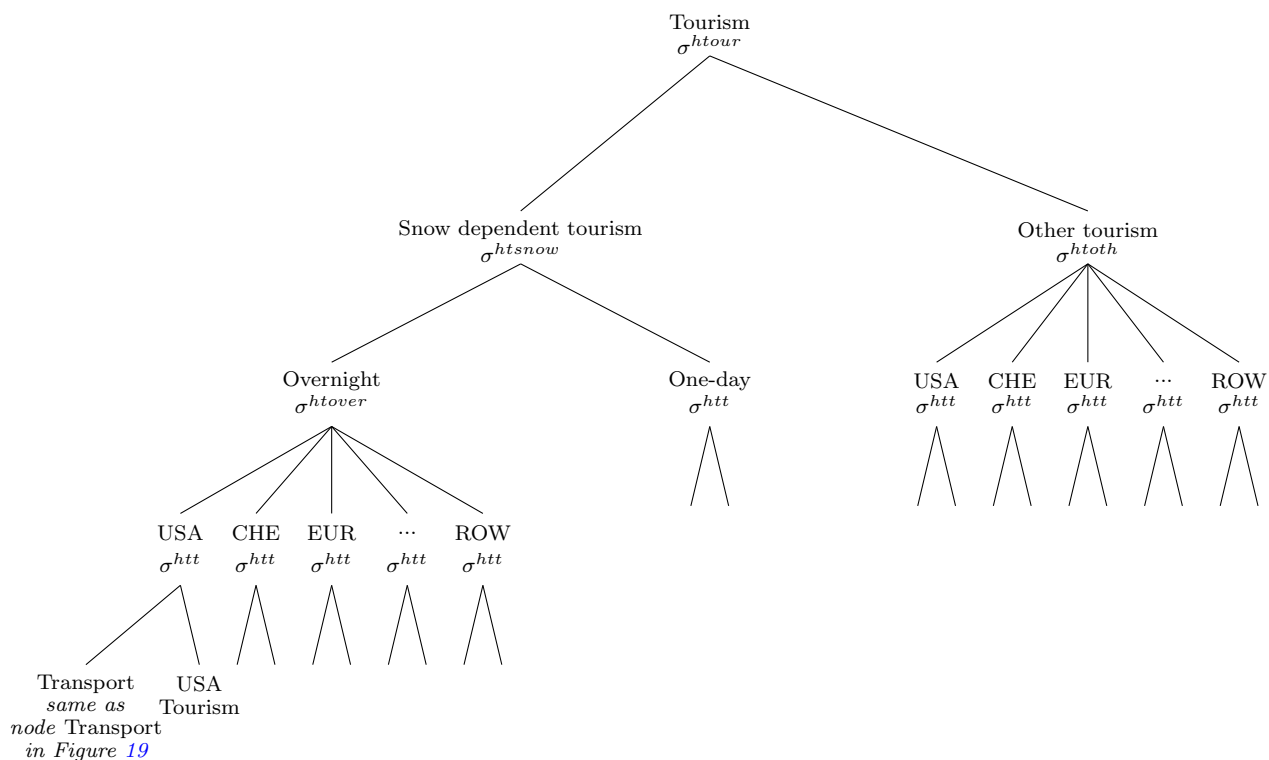 Tourism
σ^{htour}
Snow dependent tourism
σ^{htsnow}
Other tourism
σ^{htoth}
Overnight
σ^{htover}
One-day
σ^{htt}
USA CHE EUR ... ROW
σ^{htt} σ^{htt} σ^{htt} σ^{htt} σ^{htt}
USA CHE EUR ... ROW
σ^{htt} σ^{htt} σ^{htt} σ^{htt} σ^{htt}
Transport
same as
node Transport
in Figure 19
USA
Tourism